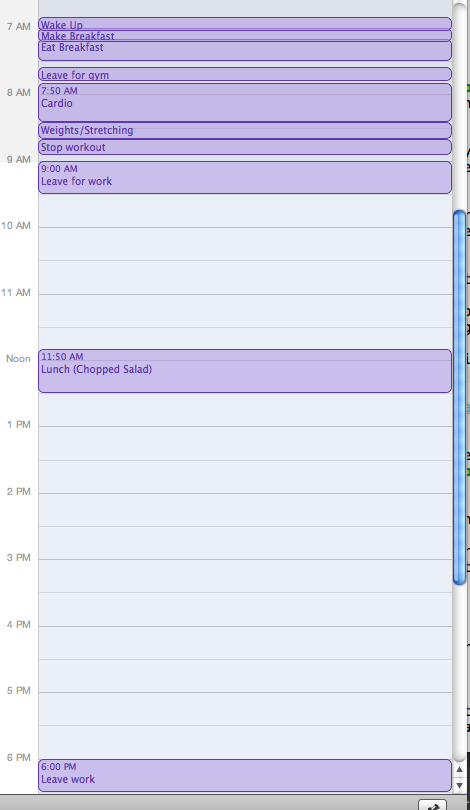 7 AM
Wake Up
Make Breakfast
Eat Breakfast
Leave for gym
8 AM
7:50 AM
Cardio
Weights/Stretching
Stop workout
9 AM
9:00 AM
Leave for work
10 AM
11 AM
Noon
11:50 AM
Lunch (Chopped Salad)
1 PM
2 PM
3 PM
4 PM
5 PM
6 PM
6:00 PM
Leave work